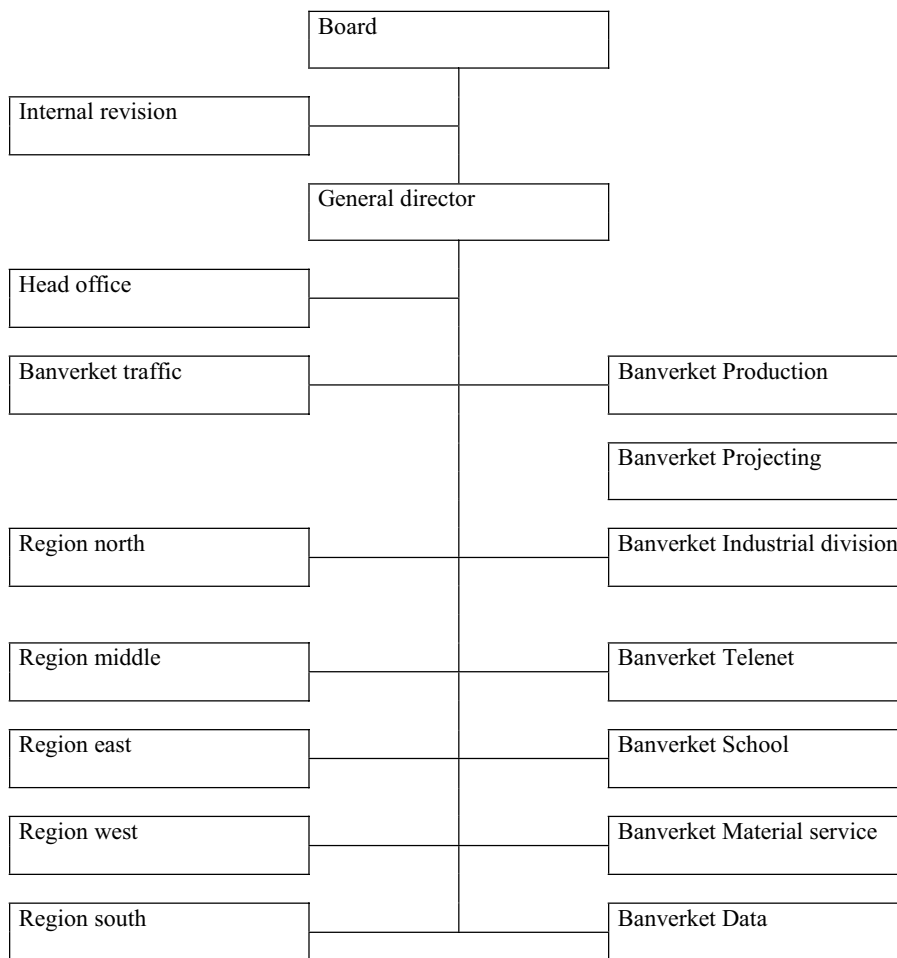 Board
Internal revision
General director
Head office
Banverket traffic
Banverket Production
Banverket Projecting
Region north
Banverket Industrial division
Region middle
Banverket Telenet
Region east
Banverket School
Region west
Banverket Material service
Region south
Banverket Data